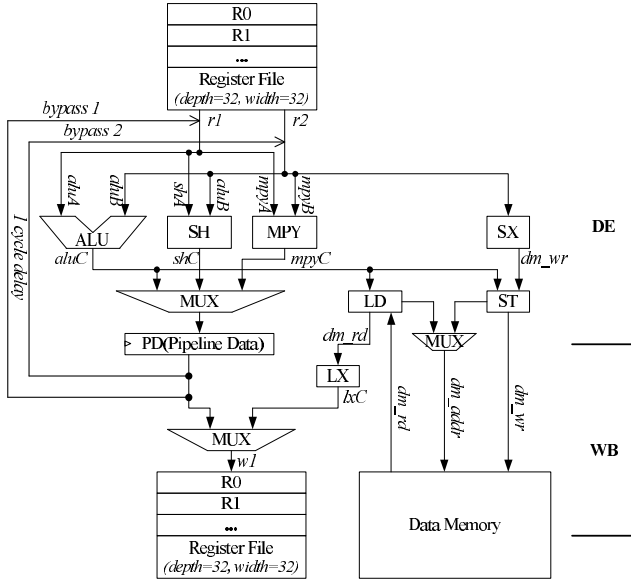 R0
R1
...
Register File
(depth=32, width=32)
bypass 1
r1
r2
bypass 2
1 cycle delay
aluA
aluB
shA
aluB
mpyA
mpyB
ALU
SH
MPY
SX
DE
aluC
shC
mpyC
dm_wr
MUX
LD
ST
PD(Pipeline Data)
dm_rd
MUX
LX
lxC
dm_rd
dm_addr
dm_wr
MUX
w1
WB
R0
R1
...
Register File
(depth=32, width=32)
Data Memory